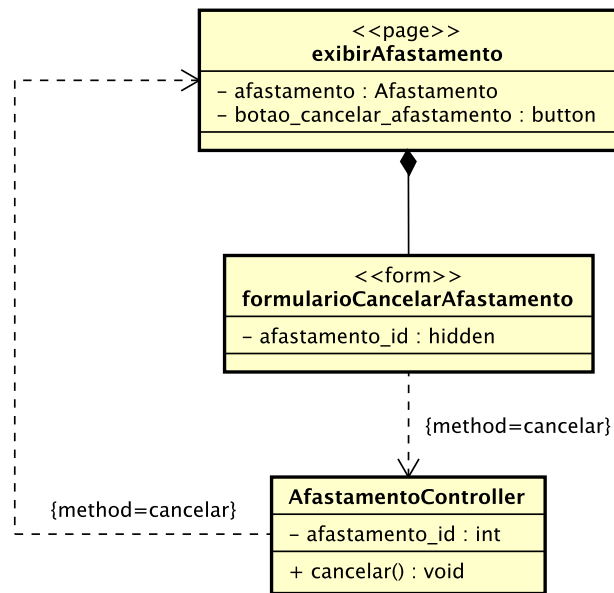 <<page>>
exibirAfastamento
- afastamento : Afastamento
- botao_cancelar_afastamento : button
<<form>>
formularioCancelarAfastamento
- afastamento_id : hidden
{method=cancelar}
AfastamentoController
{method=cancelar}
- afastamento_id : int
+ cancelar() : void